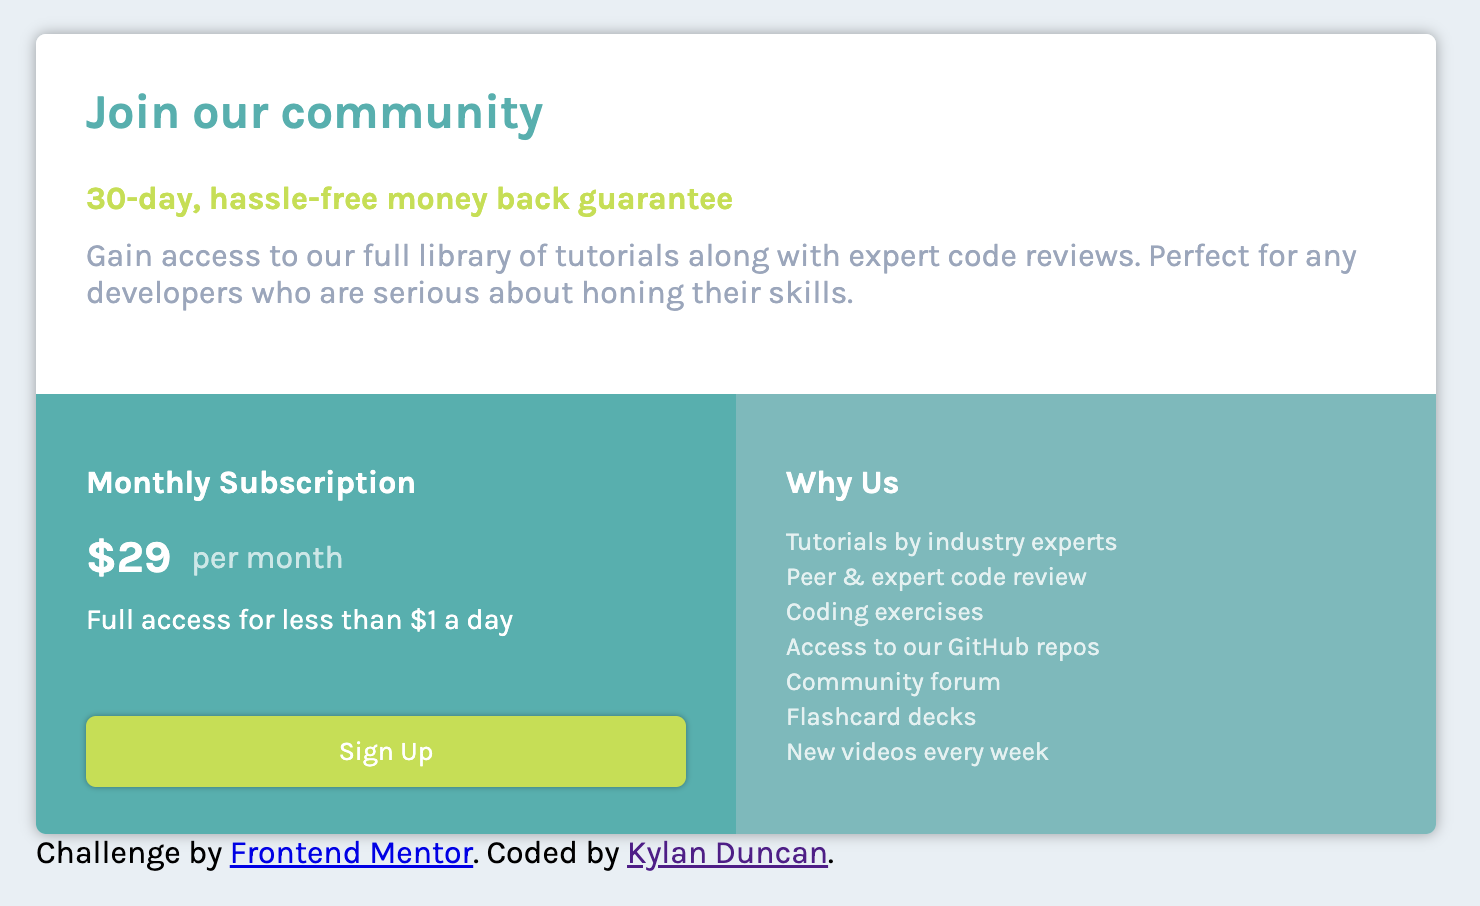 Join our community
30-day, hassle-free money back guarantee
Gain access to our full library of tutorials along with expert code reviews. Perfect for any
developers who are serious about honing their skills.
Monthly Subscription
$29 per month
Full access for less than $1 a day
Sign Up
Why Us
Tutorials by industry experts
Peer & expert code review
Coding exercises
Access to our GitHub repos
Community forum
Flashcard decks
New videos every week
Challenge by Frontend Mentor. Coded by Kylan Duncan.